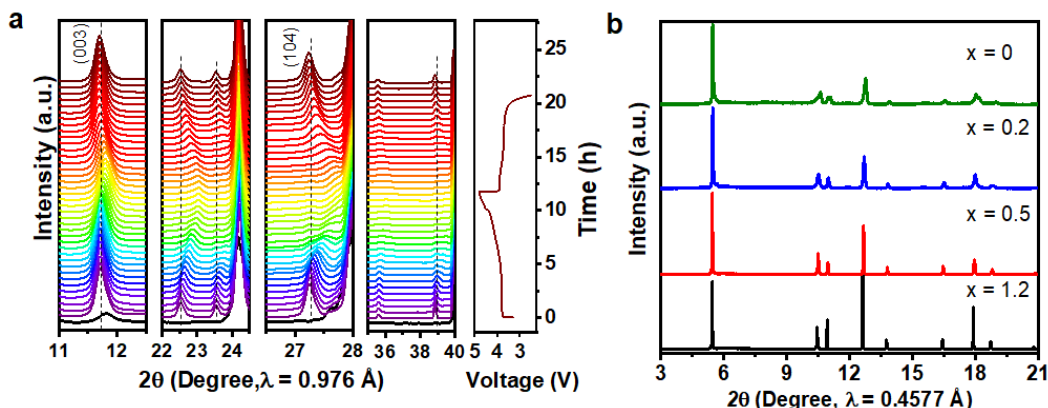 a
(003)
(104)
Intensity (a.u.)
11 12 22 23 24 27 28 36 38 40 5 4 3
25
20
15
10
5
0
Time (h)
2θ (Degree,λ = 0.976 Å)
Voltage (V)
b
x = 0
x = 0.2
x = 0.5
x = 1.2
Intensity (a.u.)
3 6 9 12 15 18 21
2θ (Degree, λ = 0.4577 Å)